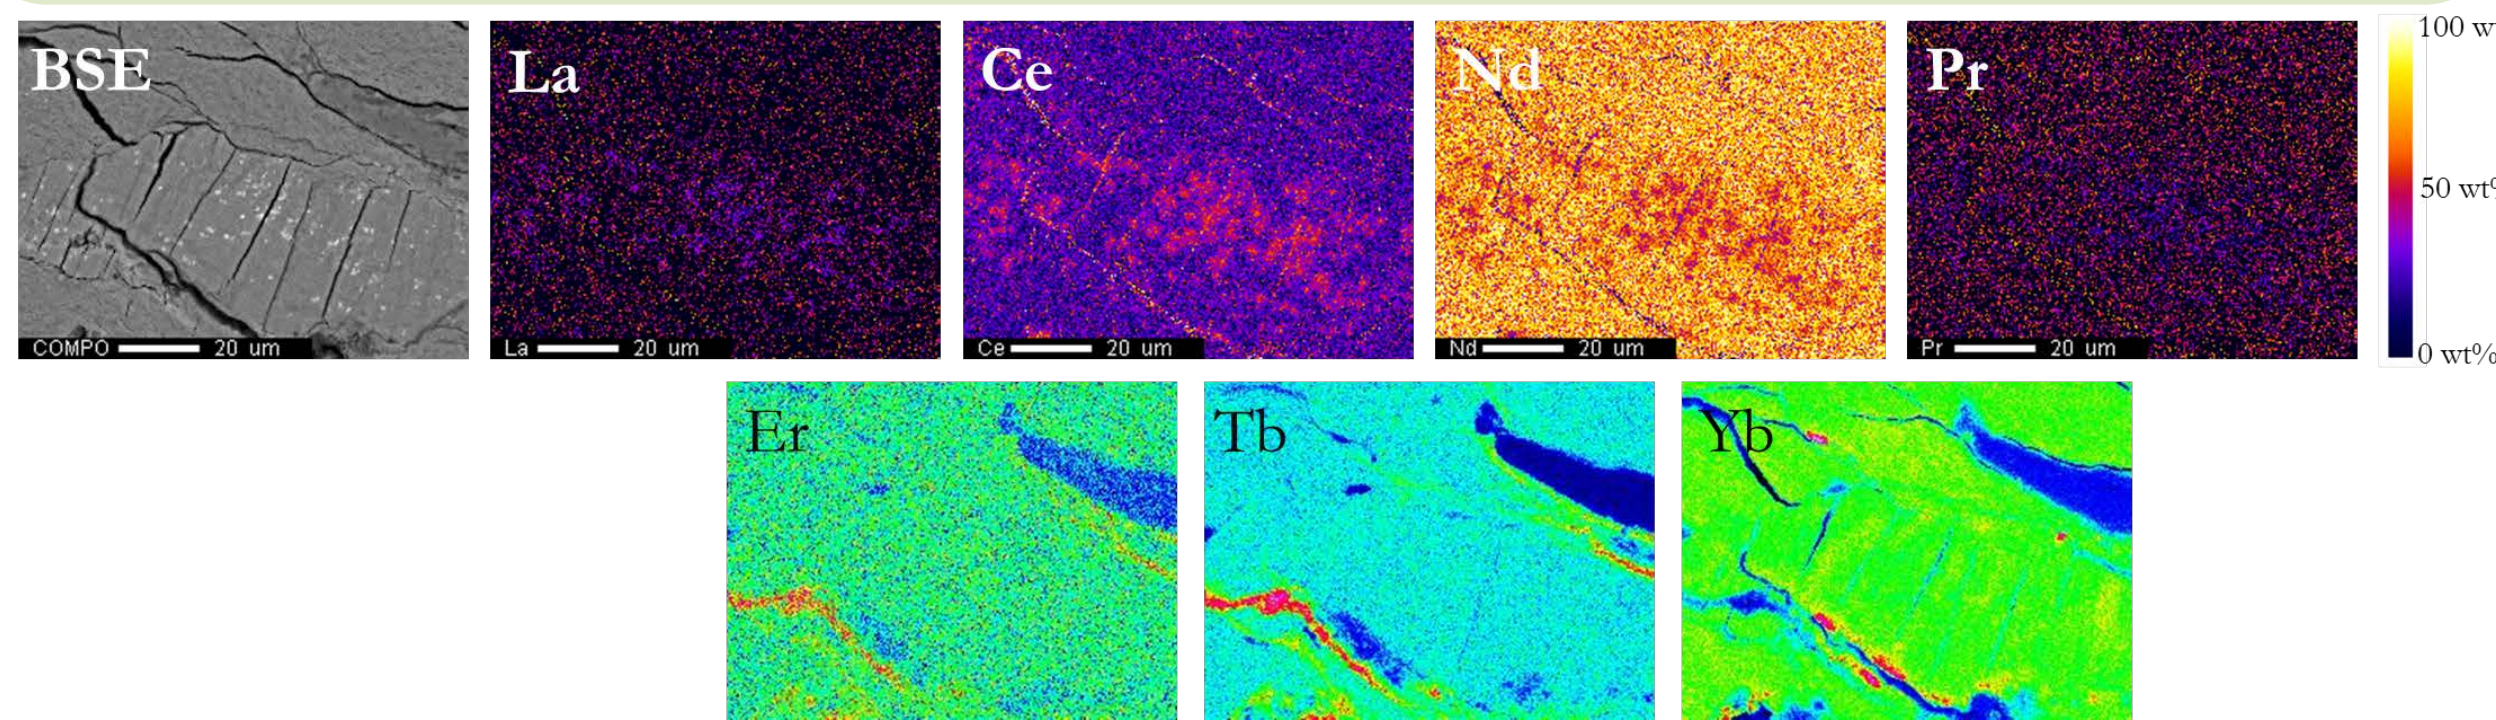 BSE
La
Ce
Nd
Pr
100 w
50 wt%
0 wt%
COMPO 20 um
La 20 um
Ce 20 um
Nd 20 um
Pr 20 um
Er
Tb
Yb